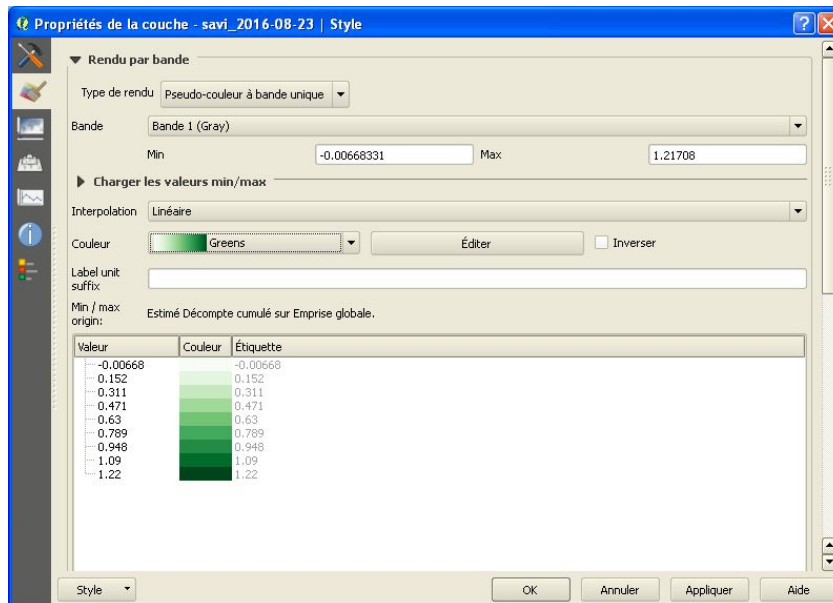 Propriétés de la couche - savi_2016-08-23 | Style
Rendu par bande
Type de rendu Pseudo-couleur à bande unique
Bande Bande 1 (Gray)
Min -0.00668331 Max 1.21708
Charger les valeurs min/max
Interpolation Linéaire
Couleur Greens Éditer Inverser
Label unit
suffix
Min / max
origin: Estimé Décompte cumulé sur Emprise globale.
Valeur Couleur Étiquette
-0.00668 -0.00668
0.152 0.152
0.311 0.311
0.471 0.471
0.63 0.63
0.789 0.789
0.948 0.948
1.09 1.09
1.22 1.22
Style OK Annuler Appliquer Aide